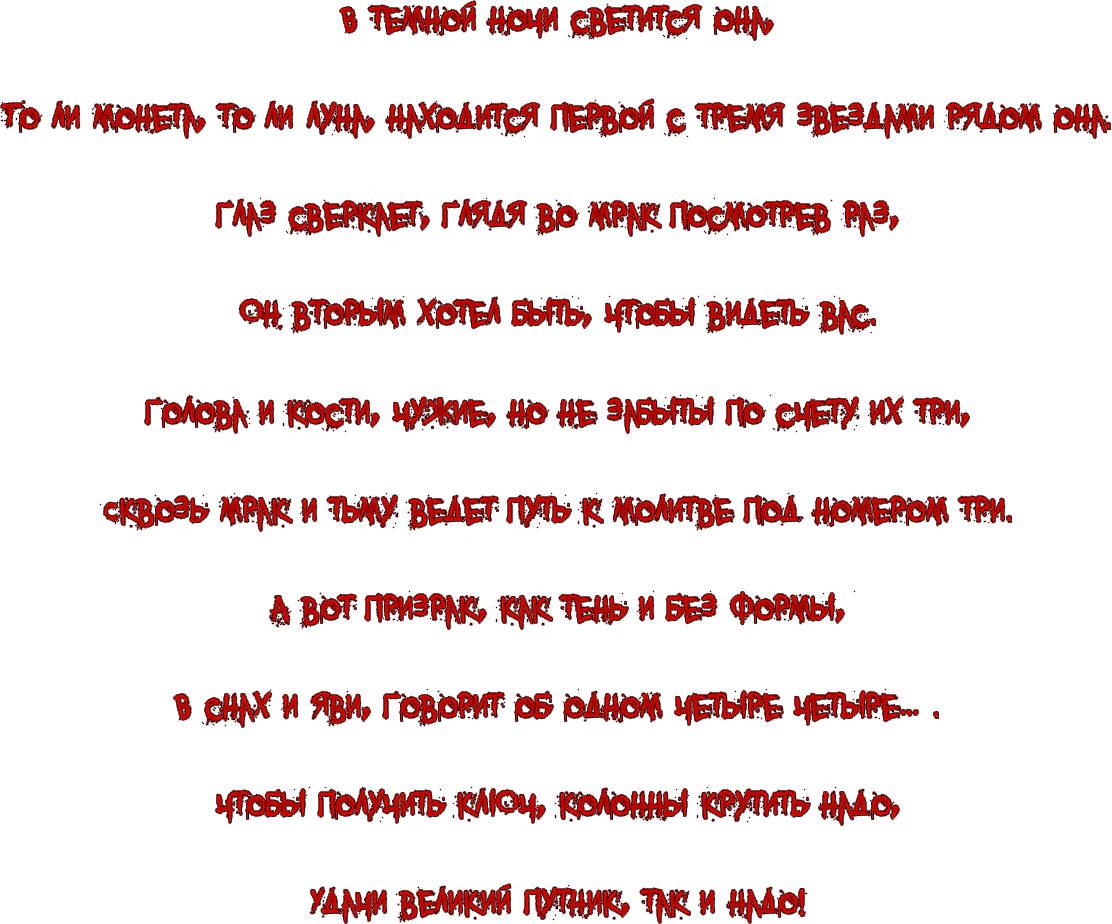 В ТЕМНОЙ НОЧИ СВЕТИТСЯ ОНА,
ТО ЛИ МОНЕТА, ТО ЛИ ЛУНА, НАХОДИТСЯ ПЕРВОЙ С ТРЕМЯ ЗВЕЗДАМИ РЯДОМ ОНА.
ГЛАЗ СВЕРКАЕТ, ГЛЯДЯ ВО МРАК ПОСМОТРЕВ РАЗ,
ОН ВТОРЫМ ХОТЕЛ БЫТЬ, ЧТОБЫ ВИДЕТЬ ВАС.
ГОЛОВА И КОСТИ, ЧУЖИЕ, НО НЕ ЗАБЫТЫ ПО СЧЕТУ ИХ ТРИ,
СКВОЗЬ МРАК И ТЬМУ ВЕДЕТ ПУТЬ К МОЛИТВЕ ПОД НОМЕРОМ ТРИ.
А ВОТ ПРИЗРАК, КАК ТЕНЬ И БЕЗ ФОРМЫ,
В СНАХ И ЯВИ, ГОВОРИТ ОБ ОДНОМ ЧЕТЫРЕ ЧЕТЫРЕ... .
ЧТОБЫ ПОЛУЧИТЬ КЛЮЧ, КОЛОННЫ КРУТИТЬ НАДО,
УДАЧИ ВЕЛИКИЙ ПУТНИК, ТАК И НАДО!